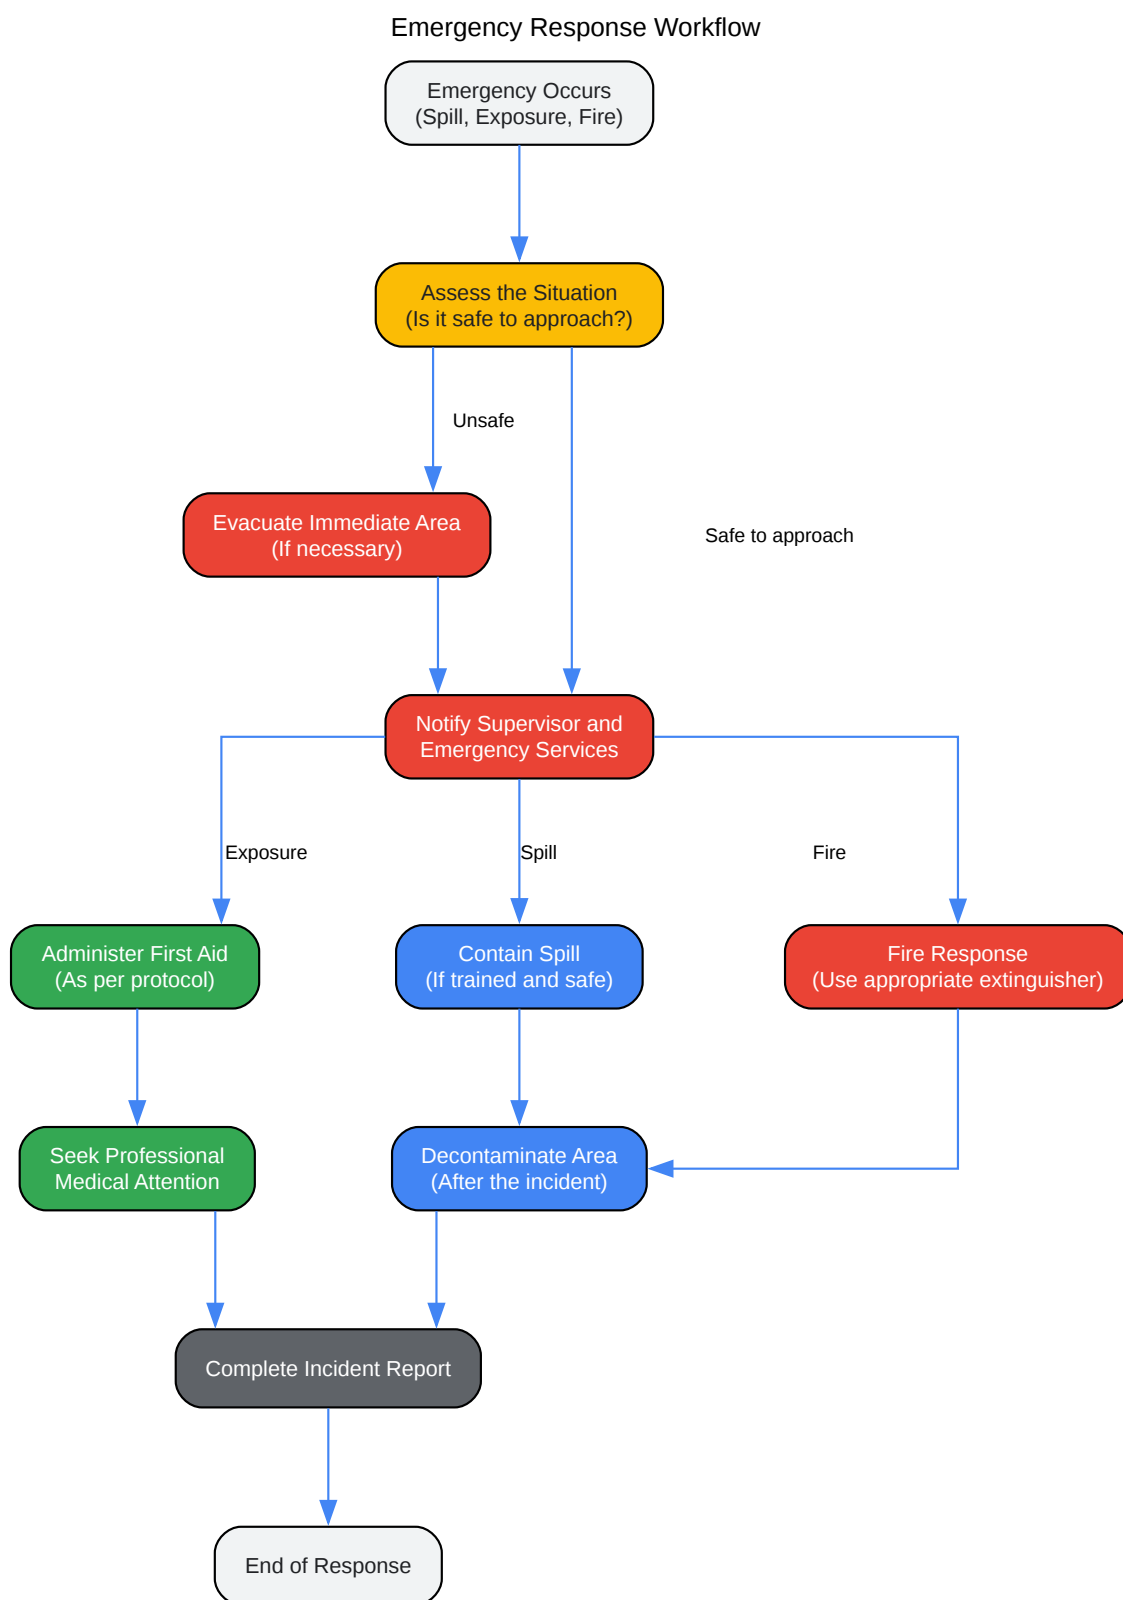 Emergency Response Workflow
Emergency Occurs
(Spill, Exposure, Fire)
Assess the Situation
(Is it safe to approach?)
Unsafe
Evacuate Immediate Area
(If necessary)
Safe to approach
Notify Supervisor and
Emergency Services
Exposure
Spill
Fire
Administer First Aid
(As per protocol)
Contain Spill
(If trained and safe)
Fire Response
(Use appropriate extinguisher)
Seek Professional
Medical Attention
Decontaminate Area
(After the incident)
Complete Incident Report
End of Response